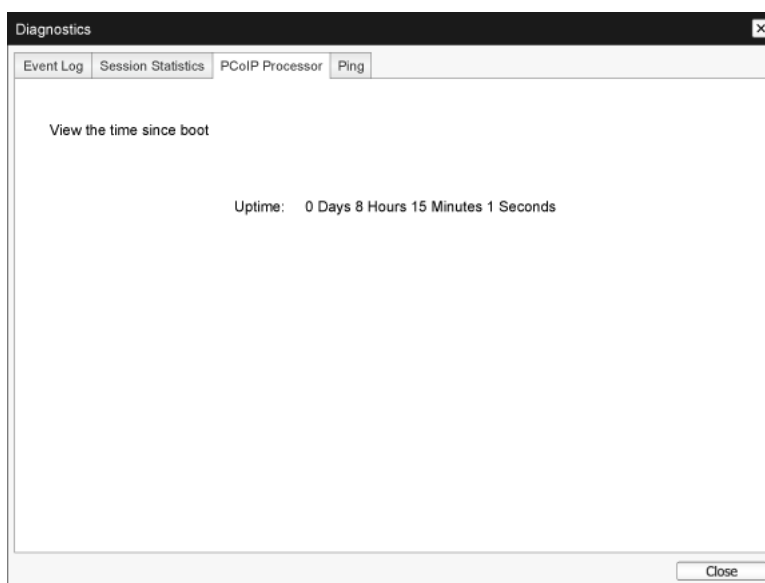 Diagnostics
Event Log Session Statistics PCoIP Processor Ping
View the time since boot
Uptime: 0 Days 8 Hours 15 Minutes 1 Seconds
Close